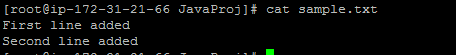 [root@ip-172-31-21-66 JavaProj]# cat sample.txt
First line added
Second line added